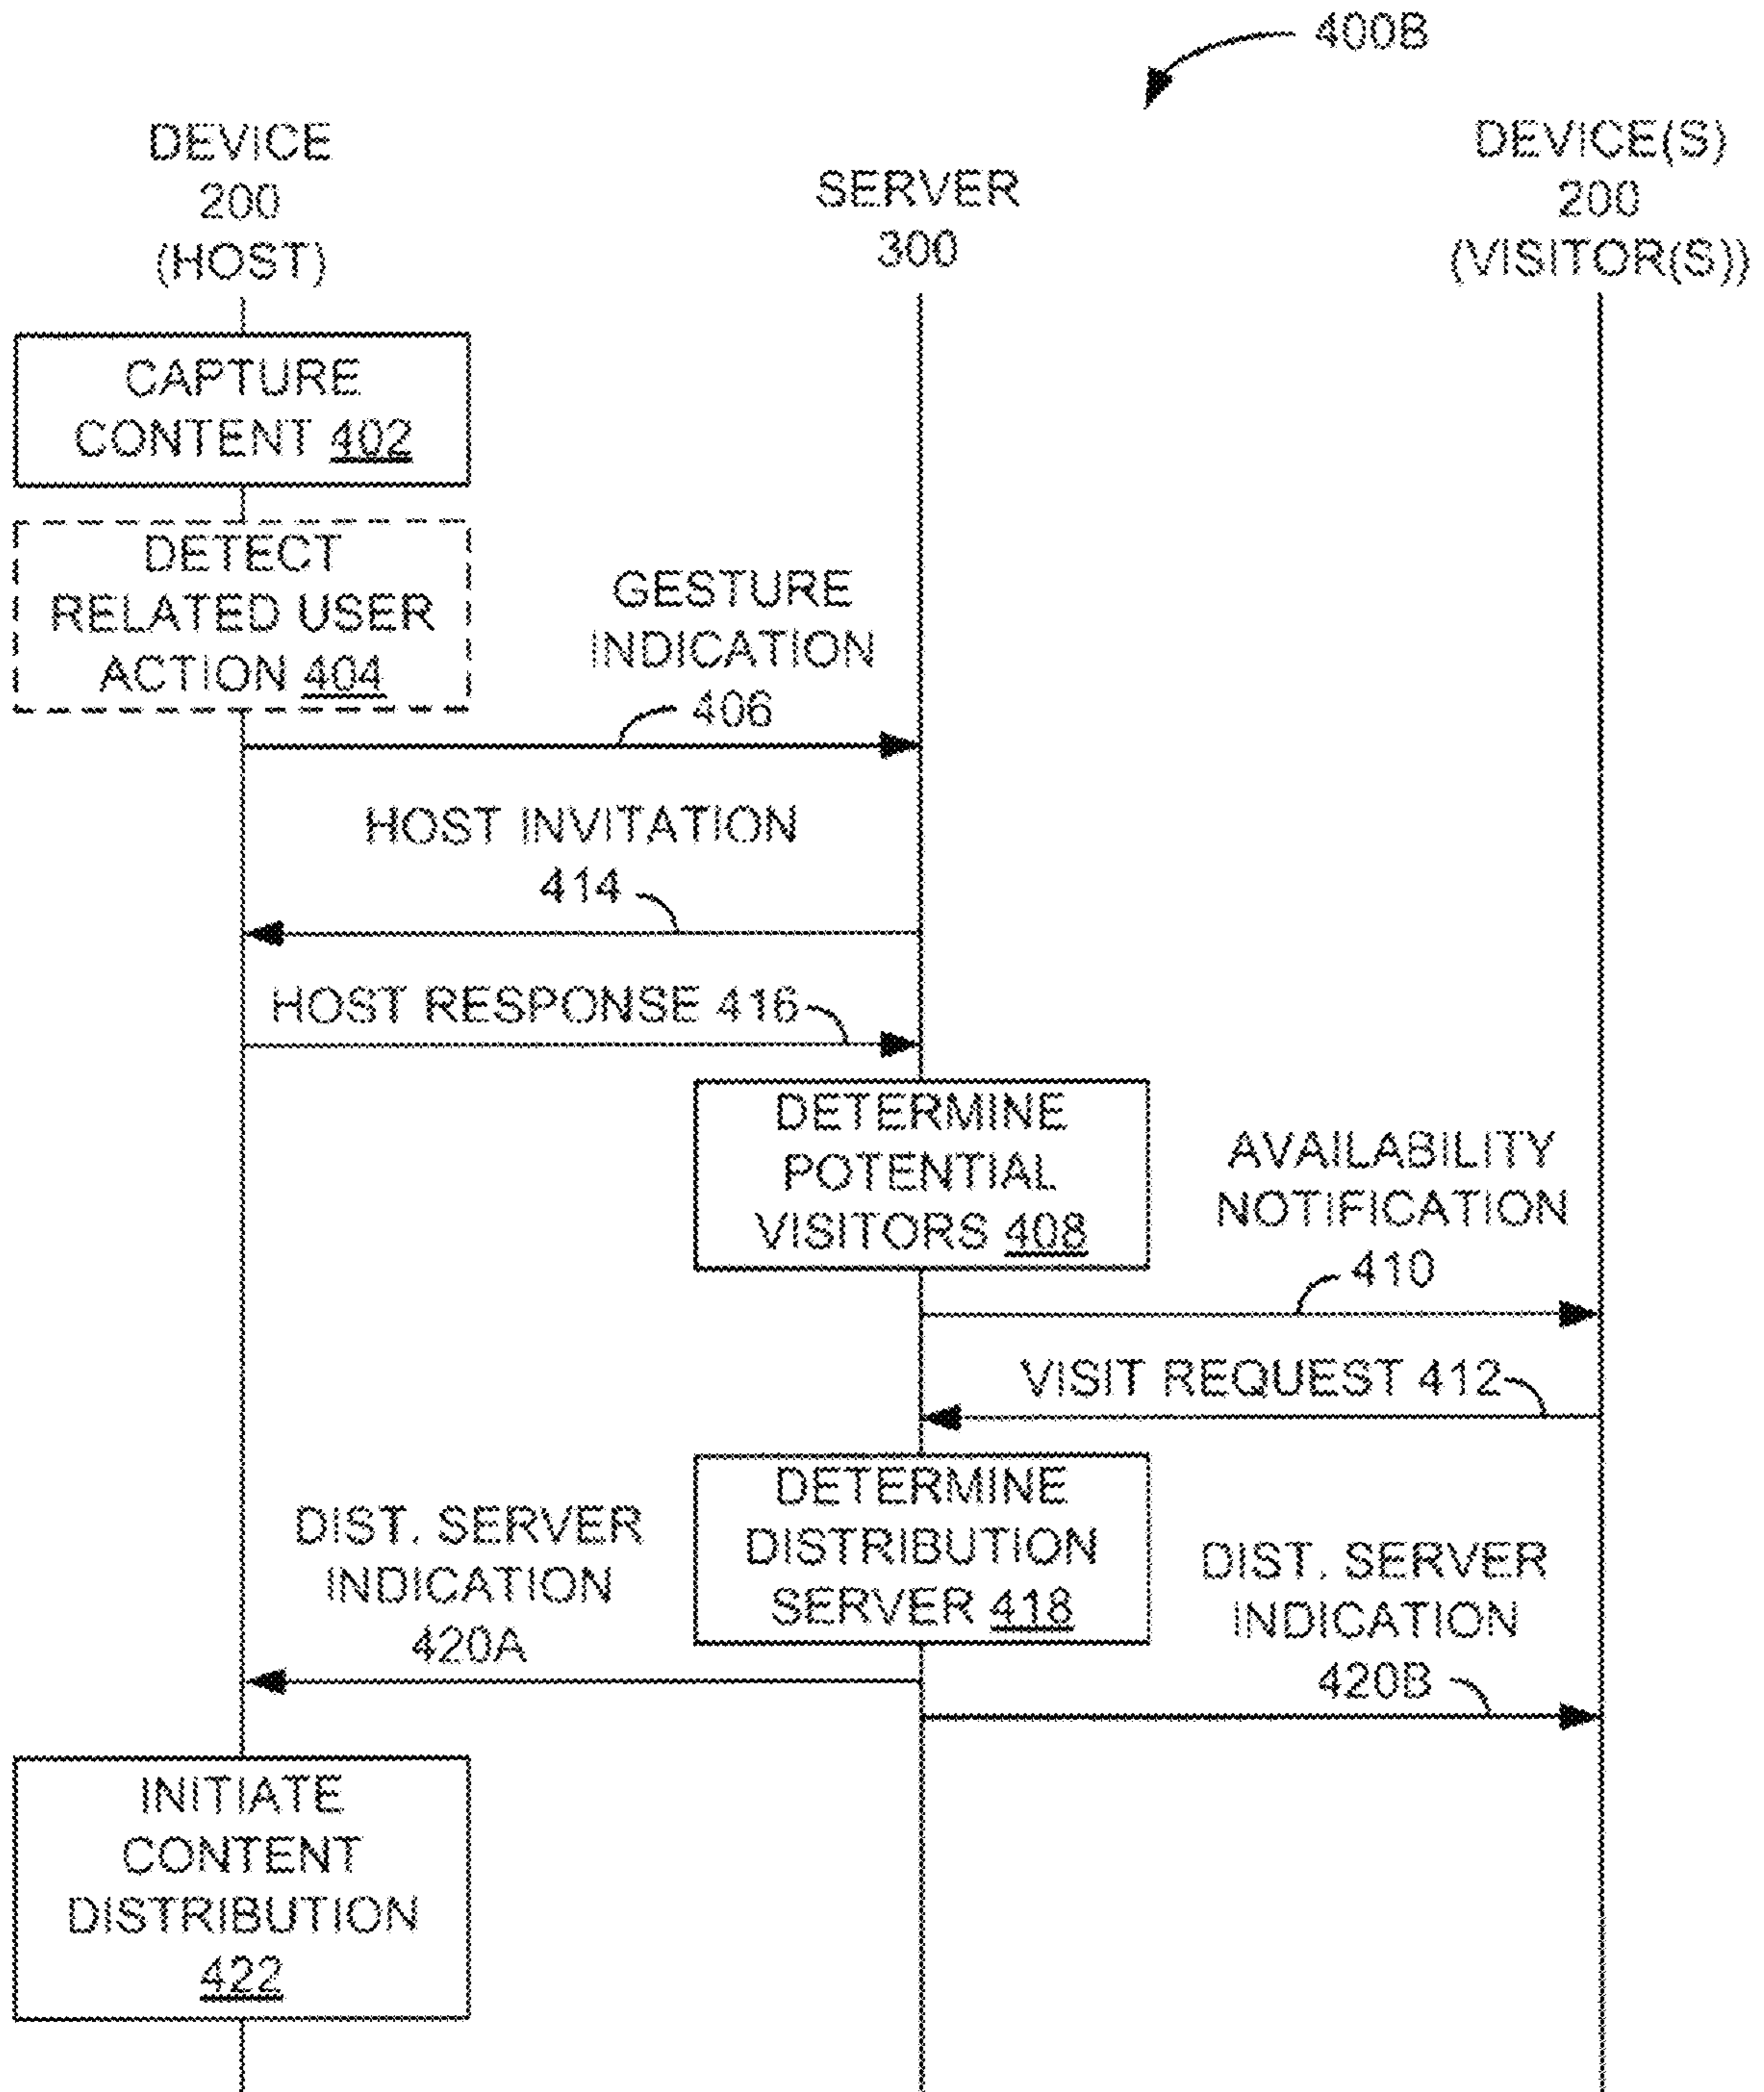 400B
DEVICE
200
(HOST)
SERVER
300
DEVICE(S)
200
(VISITOR(S))
CAPTURE
CONTENT 402
DETECT
RELATED USER
ACTION 404
GESTURE
INDICATION
406
HOST INVITATION
414
HOST RESPONSE 416
DETERMINE
POTENTIAL
VISITORS 408
AVAILABILITY
NOTIFICATION
410
VISIT REQUEST 412
DETERMINE
DISTRIBUTION
SERVER 418
DIST. SERVER
INDICATION
420A
DIST. SERVER
INDICATION
420B
INITIATE
CONTENT
DISTRIBUTION
422